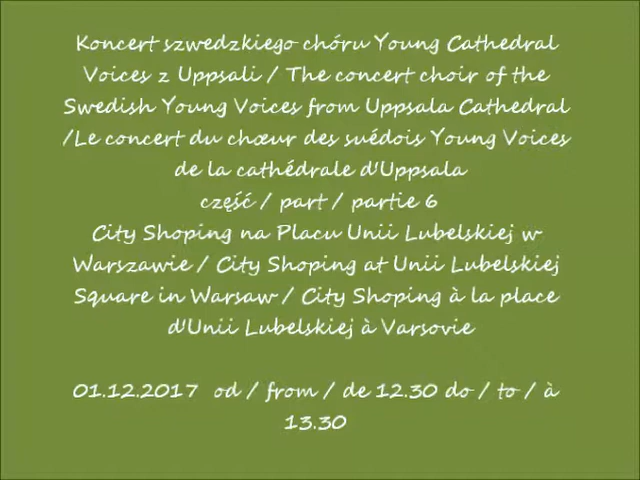 Koncert szwedzkiego chóru Young Cathedral
Voices z Uppsali / The concert choir of the
Swedish Young Voices from Uppsala Cathedral
/Le concert du chœur des suédois Young Voices
de la cathédrale d'Uppsala
część / part / partie 6
City Shoping na Placu Unii Lubelskiej w
Warszawie / City Shoping at Unii Lubelskiej
Square in Warsaw / City Shoping à la place
d'Unii Lubelskiej à Varsovie
01.12.2017 od / from / de 12.30 do / to / à
13.30